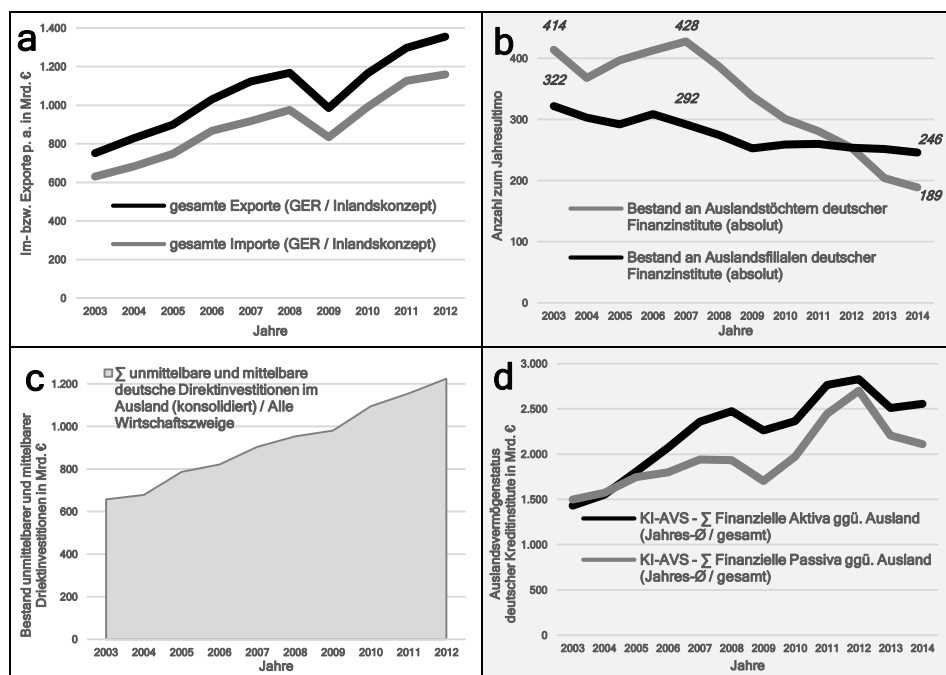 a
Im- bzw. Exporte p. a. in Mrd. €
1.400
1.200
1.000
800
600
400
200
0
gesamte Exporte (GER / Inlandskonzept)
gesamte Importe (GER / Inlandskonzept)
2003 2004 2005 2006 2007 2008 2009 2010 2011 2012
Jahre
b
Anzahl zum Jahresultimo
400
300
200
100
0
414
428
322
292
246
189
Bestand an Auslandstöchtern deutscher
Finanzinstitute (absolut)
Bestand an Auslandsfilialen deutscher
Finanzinstitute (absolut)
2003 2004 2005 2006 2007 2008 2009 2010 2011 2012 2013 2014
Jahre
c
Bestand unmittelbarer und mittelbarer
Driektinvestitionen in Mrd. €
1.200
1.000
800
600
400
200
0
∑ unmittelbare und mittelbare
deutsche Direktinvestitionen im
Ausland (konsolidiert) / Alle
Wirtschaftszweige
2003 2004 2005 2006 2007 2008 2009 2010 2011 2012
Jahre
d
Auslandsvermögenstatus
deutscher Kreditinstitute in Mrd. €
3.000
2.500
2.000
1.500
1.000
500
0
KI-AVS - ∑ Finanzielle Aktiva ggü. Ausland
(Jahres-Ø / gesamt)
KI-AVS - ∑ Finanzielle Passiva ggü. Ausland
(Jahres-Ø / gesamt)
2003 2004 2005 2006 2007 2008 2009 2010 2011 2012 2013 2014
Jahre